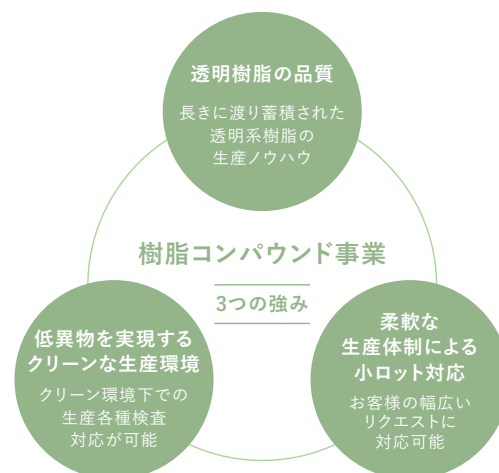 透明樹脂の品質
長きに渡り蓄積された
透明系樹脂の
生産ノウハウ
樹脂コンパウンド事業
3つの強み
低異物を実現する
クリーンな生産環境
クリーン環境下での
生産各種検査
対応が可能
柔軟な
生産体制による
小ロット対応
お客様の幅広い
リクエストに
対応可能